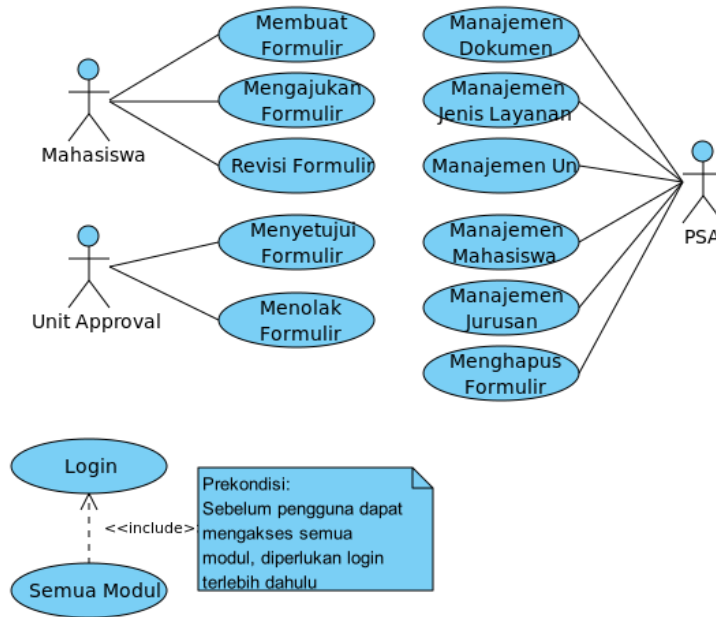 Membuat
Formulir
Mengajukan
Formulir
Revisi Formulir
Mahasiswa
Menyetujui
Formulir
Menolak
Formulir
Unit Approval
Manajemen
Dokumen
Manajemen
Jenis Layanan
Manajemen Un
Manajemen
Mahasiswa
Manajemen
Jurusan
Menghapus
Formulir
PSA
Login
<<include>
Semua Modul
Prekondisi:
Sebelum pengguna dapat
mengakses semua
modul, diperlukan login
terlebih dahulu